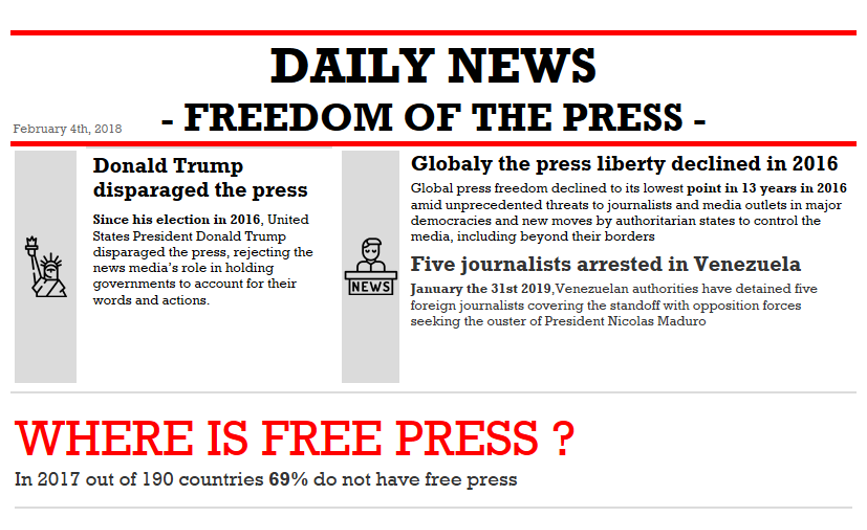 DAILY NEWS
- FREEDOM OF THE PRESS -
February 4th, 2018
Donald Trump
disparaged the press
Since his election in 2016, United
States President Donald Trump
disparaged the press, rejecting the
news media's role in holding
governments to account for their
words and actions.
NEWS
Globaly the press liberty declined in 2016
Global press freedom declined to its lowest point in 13 years in 2016
amid unprecedented threats to journalists and media outlets in major
democracies and new moves by authoritarian states to control the
media, including beyond their borders
Five journalists arrested in Venezuela
January the 31st 2019,Venezuelan authorities have detained five
foreign journalists covering the standoff with opposition forces
seeking the ouster of President Nicolas Maduro
WHERE IS FREE PRESS ?
In 2017 out of 190 countries 69% do not have free press